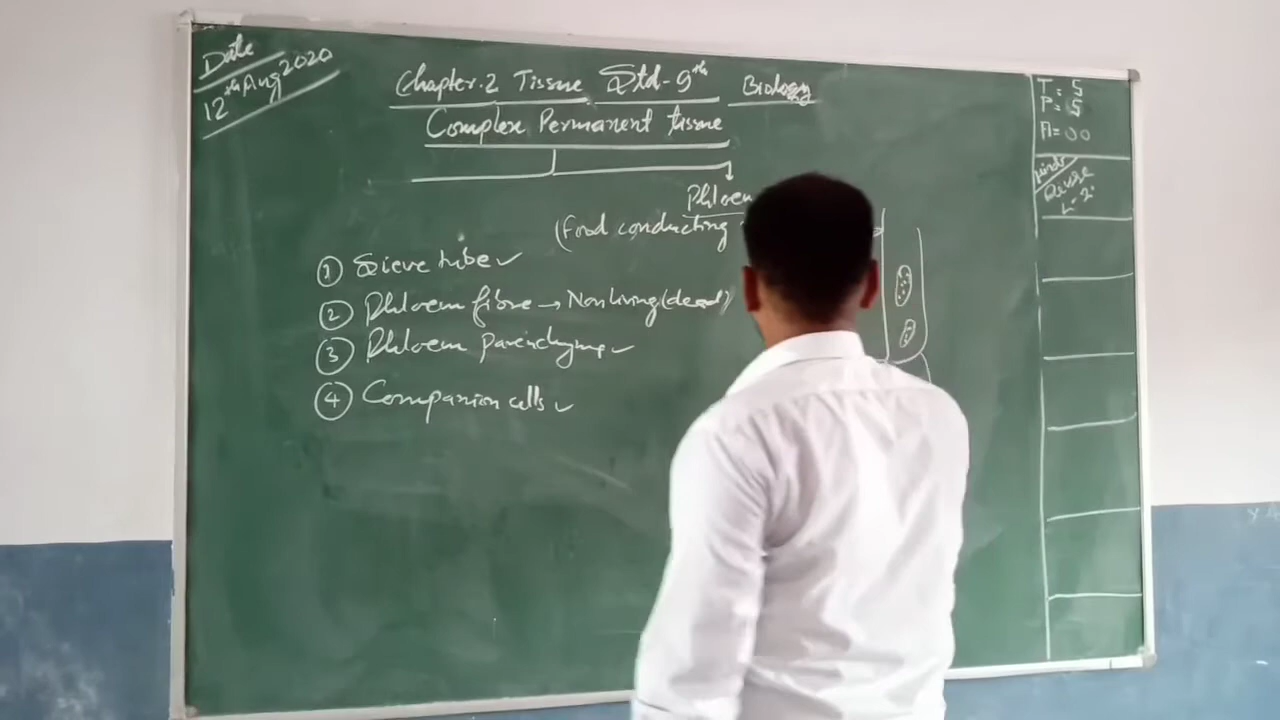 Date
12th Aug 2020
Chapter.2 Tissue Std-9th Biology
Complex Permanent tissue
Phloem
(Food conducting
① Sieve tube ✓
② Phloem fibre → Nonliving (dead)
③ Phloem parenchyma ✓
④ Companion cells ✓
T = 5
P = 5
A = 00